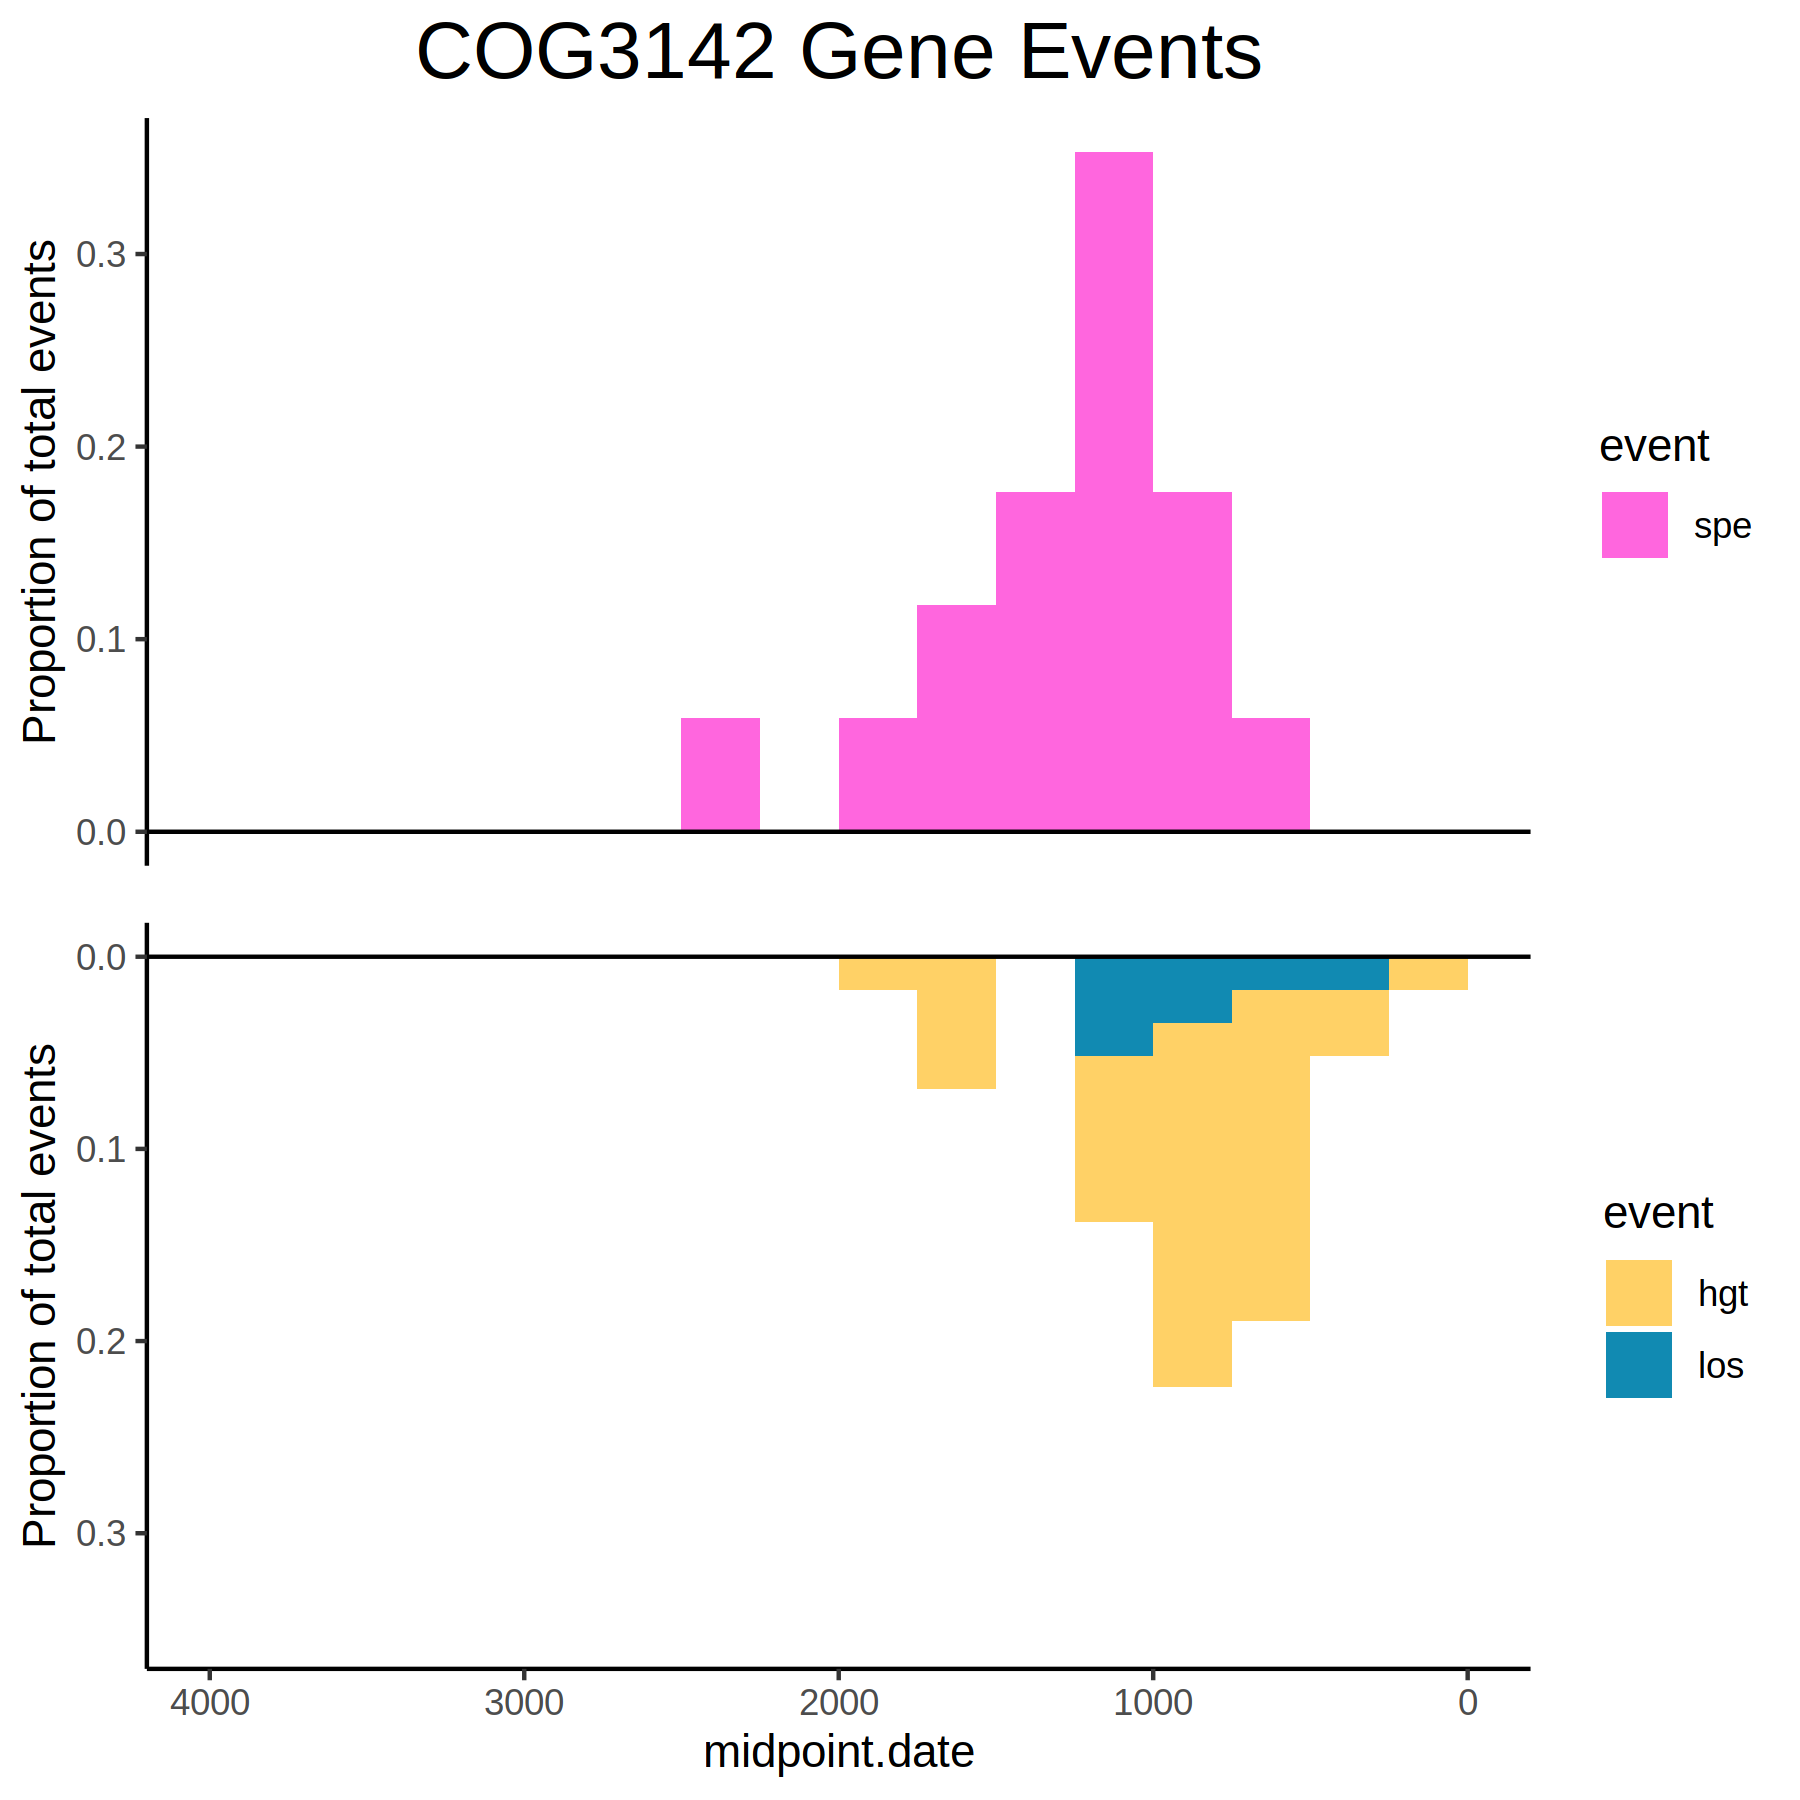 COG3142 Gene Events
Proportion of total events
0.3
0.2
0.1
0.0
event
spe
Proportion of total events
0.0
0.1
0.2
0.3
event
hgt
los
4000 3000 2000 1000 0
midpoint.date